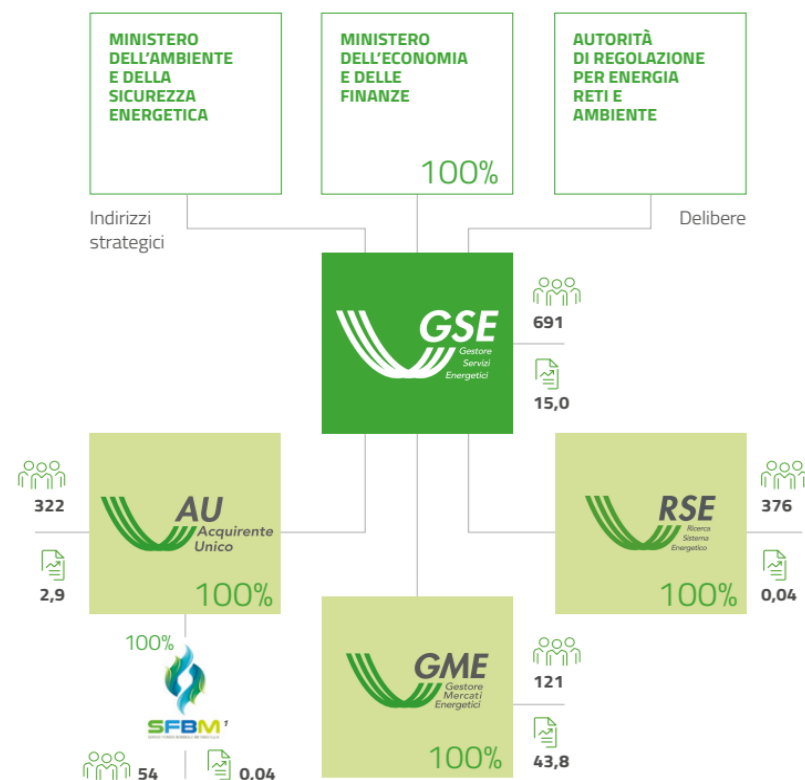 MINISTERO
DELL'AMBIENTE
E DELLA
SICUREZZA
ENERGETICA
MINISTERO
DELL'ECONOMIA
E DELLE
FINANZE
100%
AUTORITÀ
DI REGOLAZIONE
PER ENERGIA
RETI E
AMBIENTE
Indirizzi
strategici
Delibere
GSE
Gestore
Servizi
Energetici
691
15,0
322
2,9
AU
Acquirente
Unico
100%
RSE
Ricerca
Sistema
Energetico
100%
376
0,04
100%
SFBM ¹
54
0,04
GME
Gestore
Mercati
Energetici
100%
121
43,8